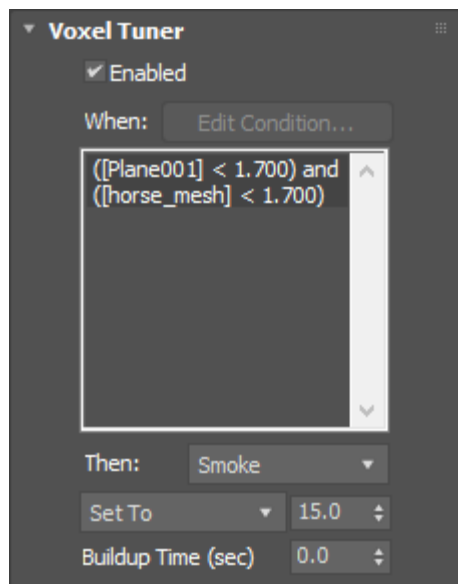 Voxel Tuner
Enabled
When: Edit Condition...
([Plane001] < 1.700) and
([horse_mesh] < 1.700)
Then: Smoke
Set To 15.0
Buildup Time (sec) 0.0